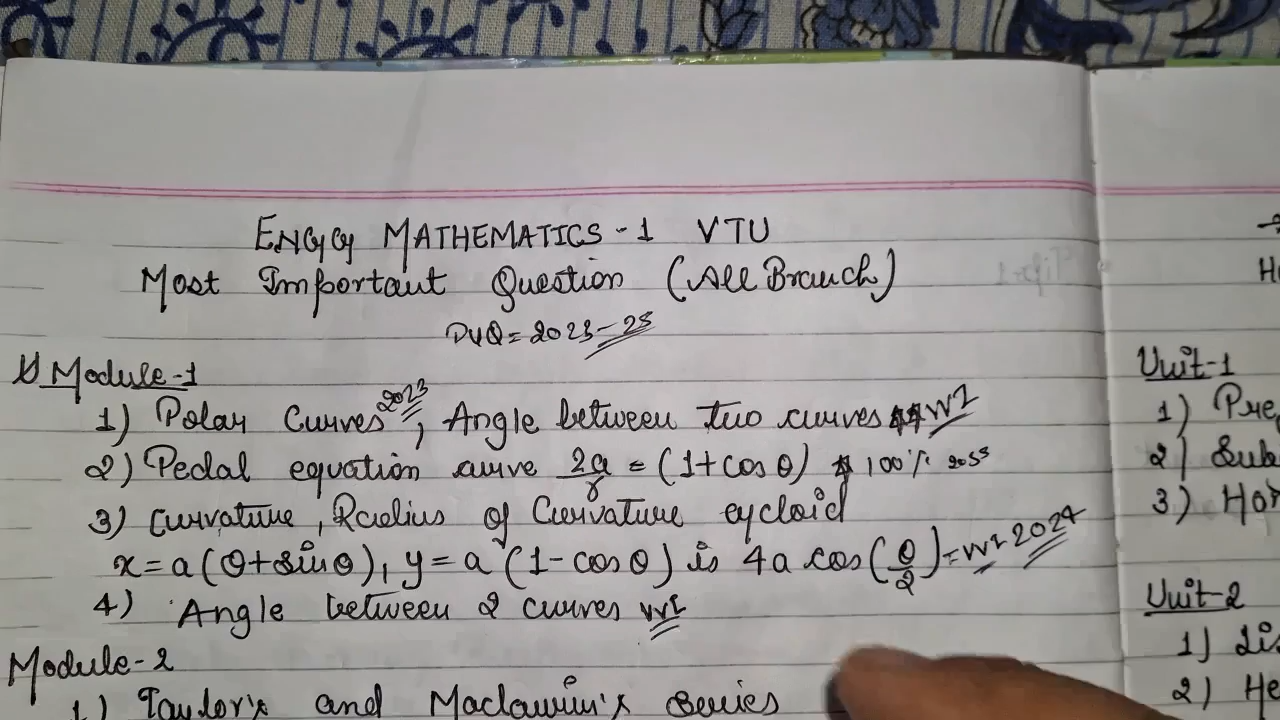 ENGG MATHEMATICS - 1 VTU
Most Important Question (All Branch)
PYQ = 2023-25
1) Module-1
1) Polar Curves 2023, Angle between two curves VVI
2) Pedal equation curve 2a/r = (1+cos θ) 100%
3) Curvature, Radius of Curvature cycloid
x = a(θ+sinθ), y = a(1-cosθ) is 4a cos(θ/2) = VVI 2024
4) Angle between 2 curves VVI
Module-2
1) Taylor's and Maclaurin's Series
Unit-1
1)
2)
3)
Unit-2
1)
2)